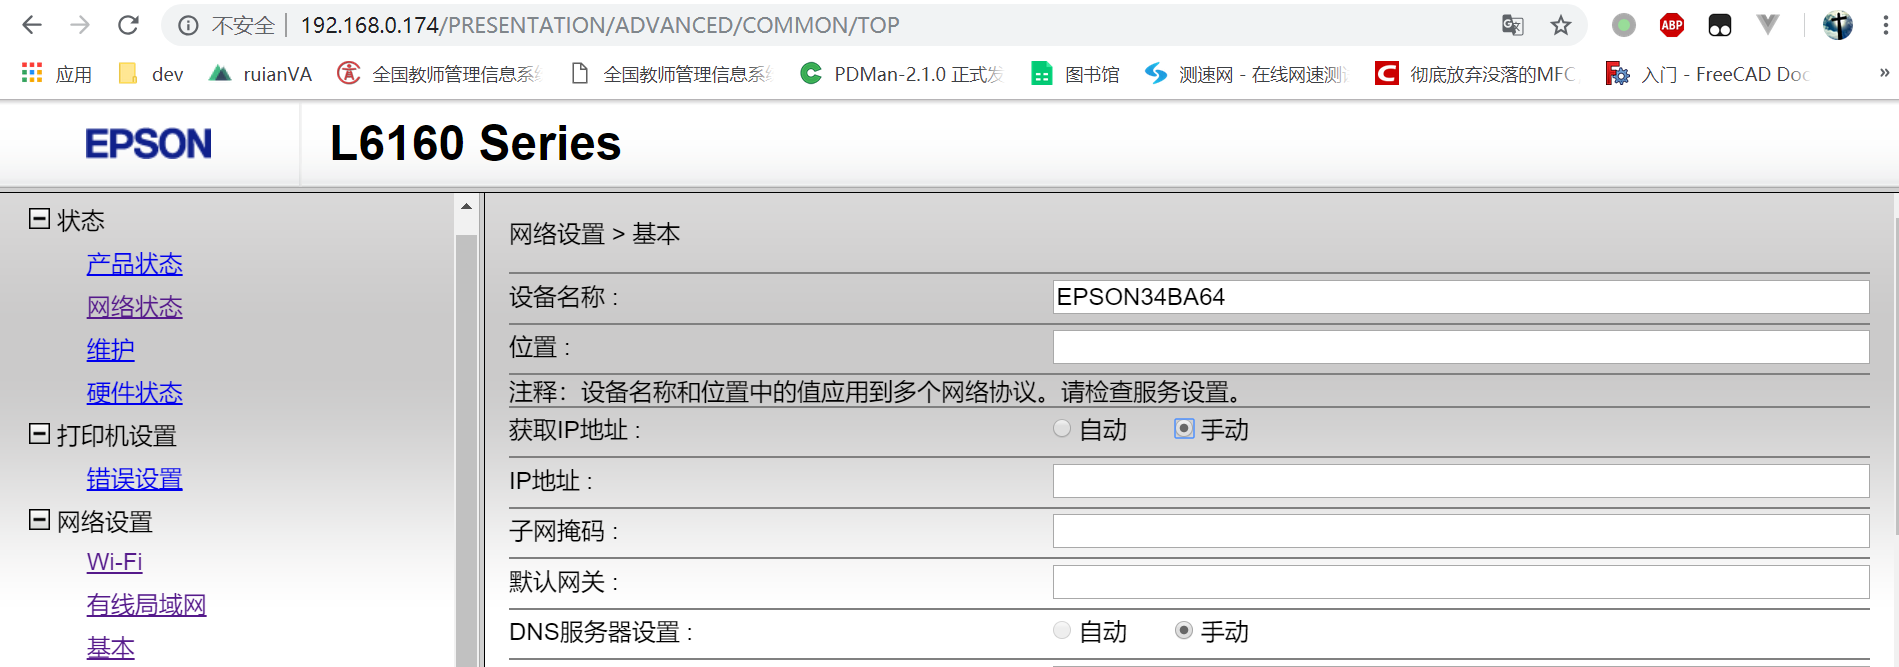 不安全 192.168.0.174/PRESENTATION/ADVANCED/COMMON/TOP
应用 dev ruianVA 全国教师管理信息系统 全国教师管理信息系统 PDMan-2.1.0 正式发 图书馆 测速网 - 在线网速测试 彻底放弃没落的MFC 入门 - FreeCAD Doc »
EPSON L6160 Series
状态
产品状态
网络状态
维护
硬件状态
打印机设置
错误设置
网络设置
Wi-Fi
有线局域网
基本
网络设置 > 基本
设备名称 : EPSON34BA64
位置 :
注释：设备名称和位置中的值应用到多个网络协议。请检查服务设置。
获取IP地址 : 自动 手动
IP地址 :
子网掩码 :
默认网关 :
DNS服务器设置 : 自动 手动
ABP